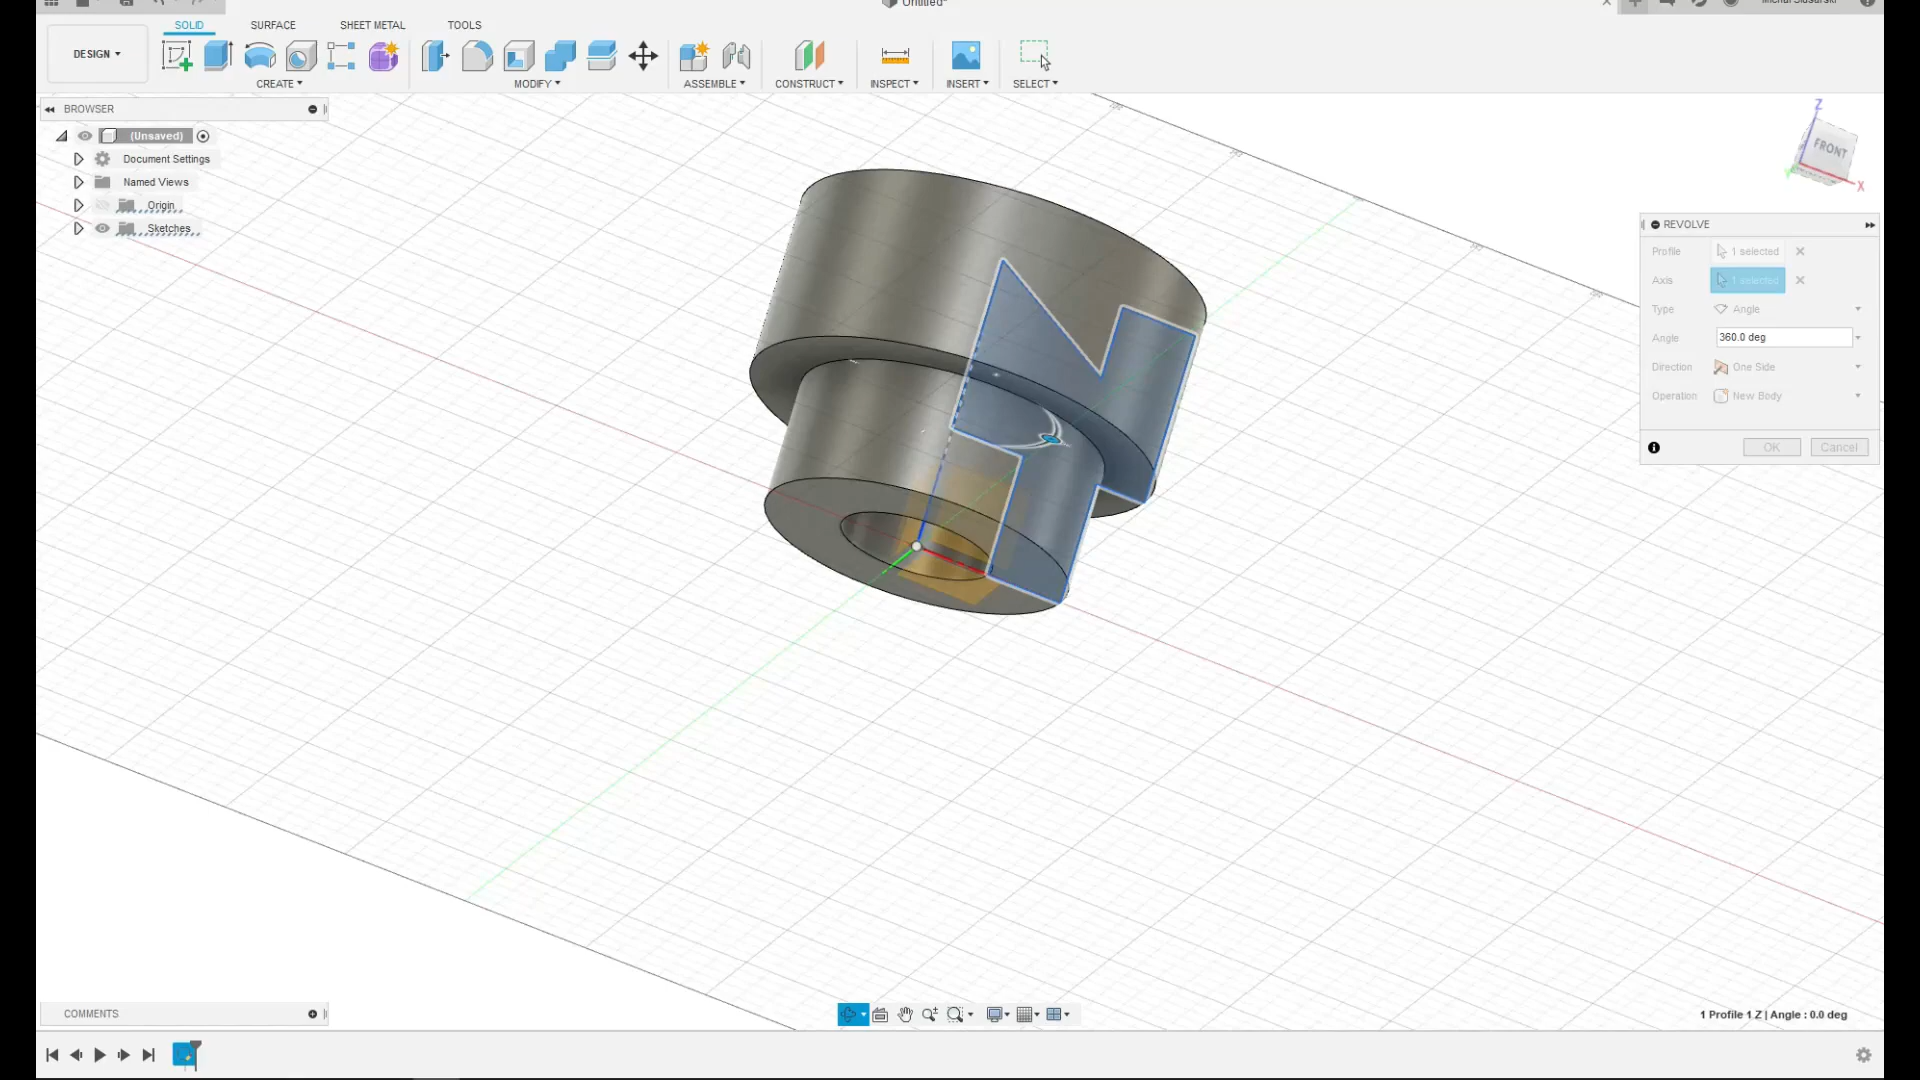 Untitled*
SOLID SURFACE SHEET METAL TOOLS
DESIGN
CREATE MODIFY ASSEMBLE CONSTRUCT INSPECT INSERT SELECT
BROWSER
(Unsaved)
Document Settings
Named Views
Origin
Sketches
Z
FRONT
Y
X
REVOLVE
Profile 1 selected
Axis 1 selected
Type Angle
Angle 360.0 deg
Direction One Side
Operation New Body
OK Cancel
COMMENTS
1 Profile 1 Z | Angle : 0.0 deg